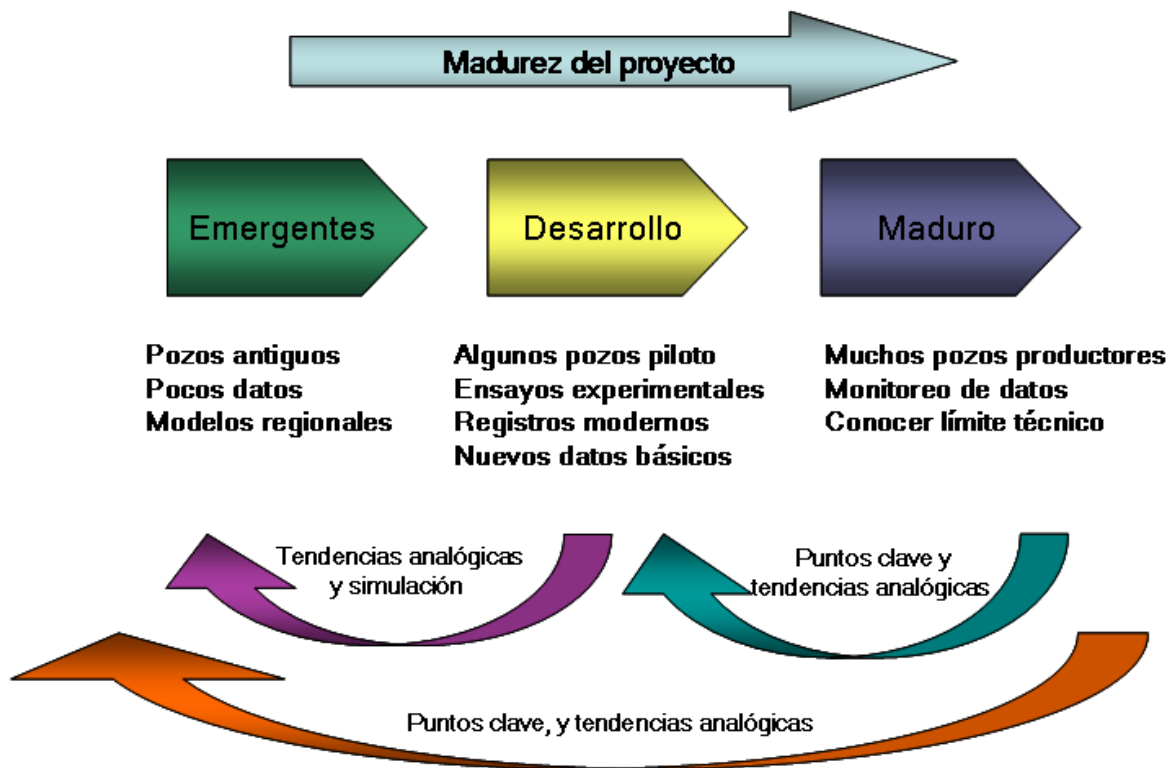 Madurez del proyecto
Emergentes
Desarrollo
Maduro
Pozos antiguos
Pocos datos
Modelos regionales
Algunos pozos piloto
Ensayos experimentales
Registros modernos
Nuevos datos básicos
Muchos pozos productores
Monitoreo de datos
Conocer límite técnico
Tendencias analógicas
y simulación
Puntos clave y
tendencias analógicas
Puntos clave, y tendencias analógicas